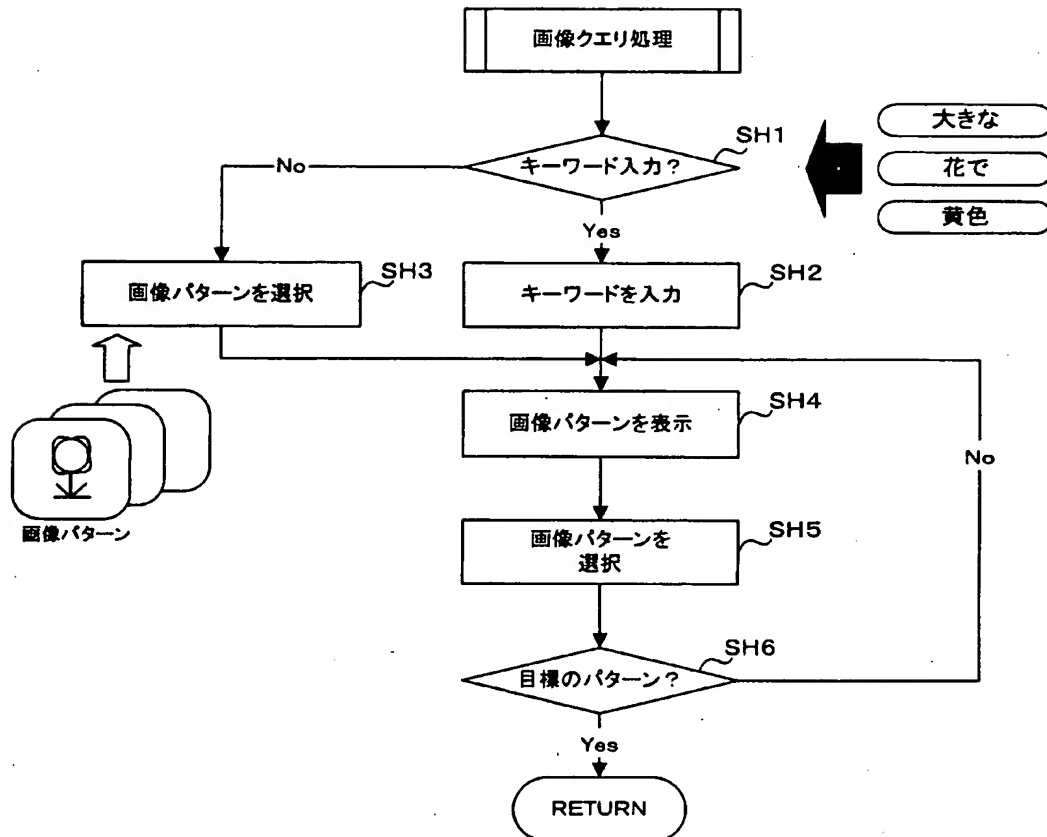 画像クエリ処理
SH1
キーワード入力?
大きな
花で
黄色
No
Yes
画像パターンを選択
SH3
キーワードを入力
SH2
画像パターンを表示
SH4
No
画像パターン
画像パターンを
選択
SH5
SH6
目標のパターン?
Yes
RETURN